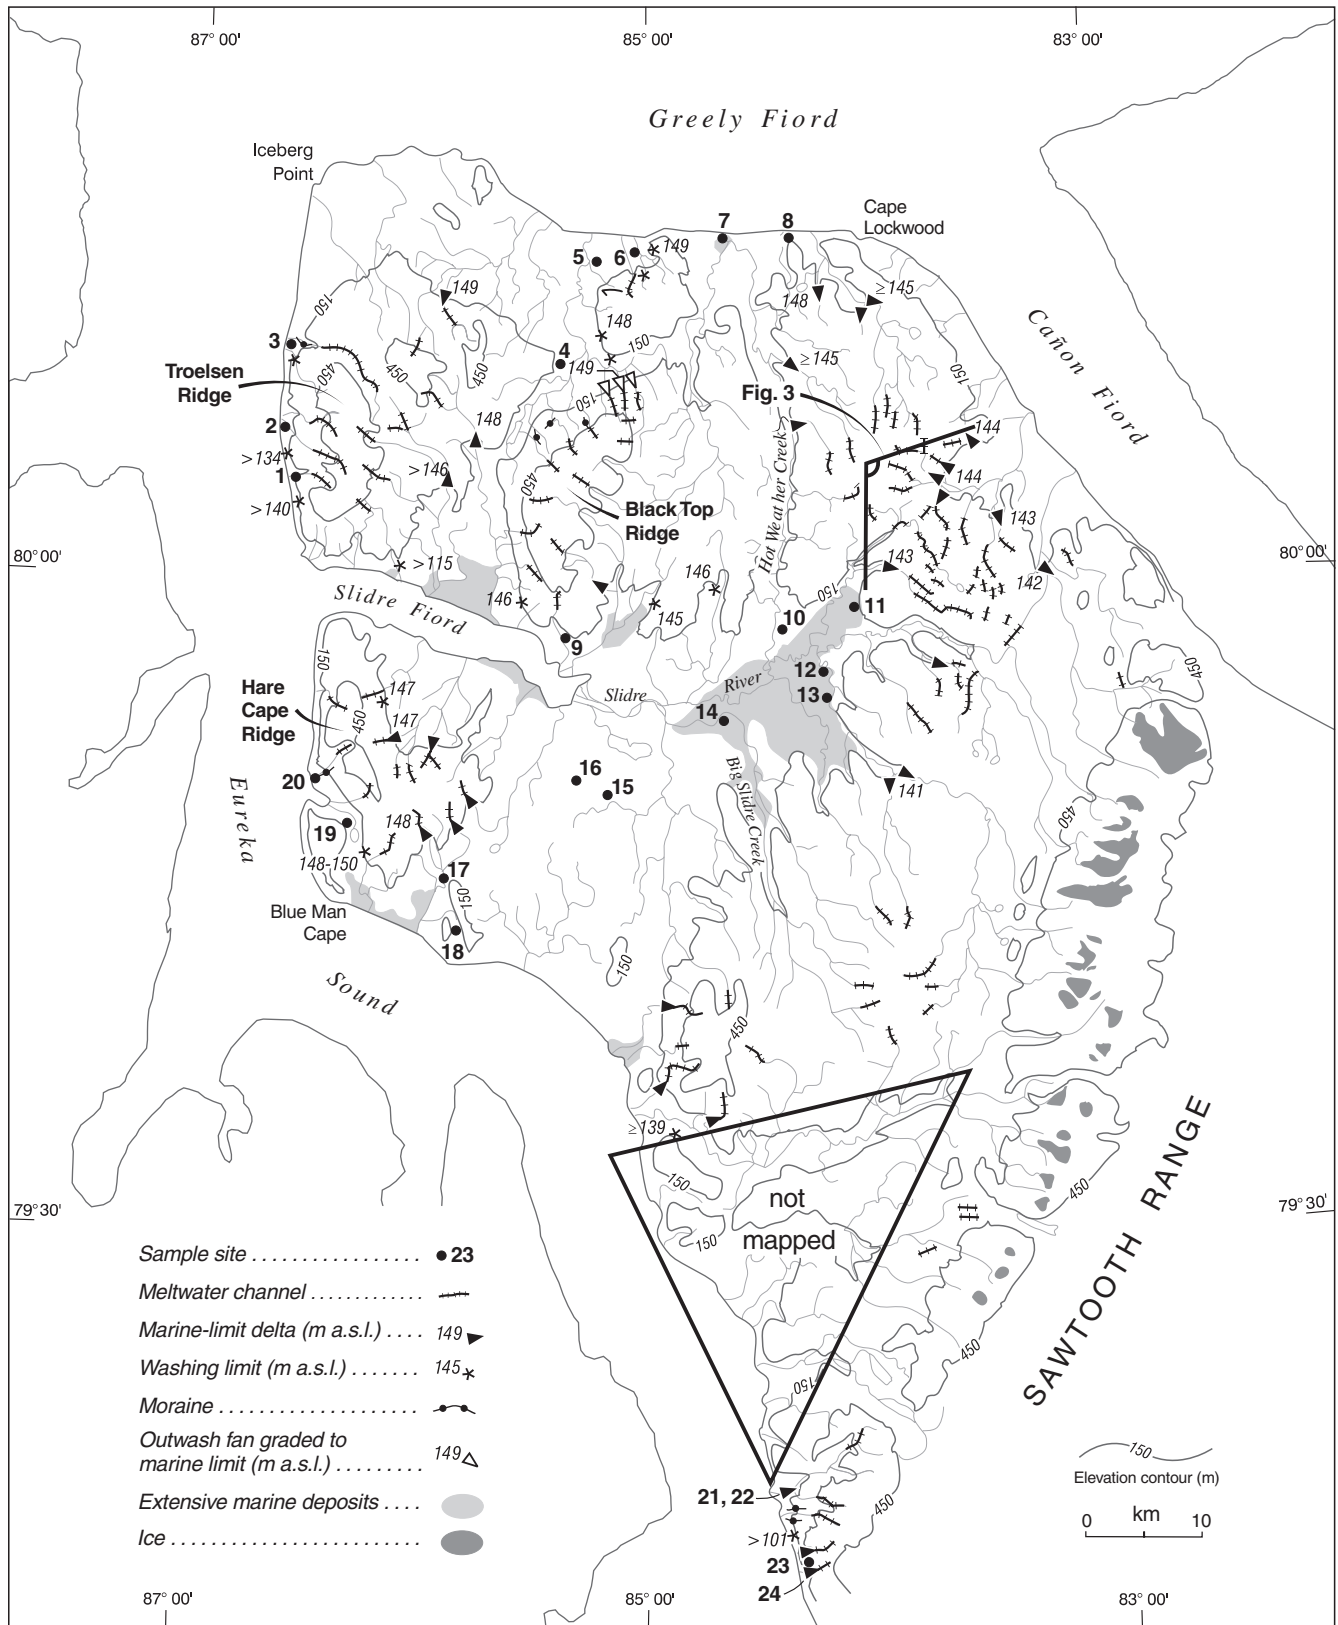 87° 00'
85° 00'
83° 00'
Greely Fiord
Iceberg
Point
Cape
Lockwood
7
8
5
6
149
149
148
≥145
150
148
150
3
4
149
≥145
Cañon Fiord
Troelsen
Ridge
450
450
450
150
Fig. 3
150
2
148
144
>134
>146
144
1
450
>140
Black Top
Ridge
Hot Weather Creek
143
80° 00'
80° 00'
>115
143
142
Slidre Fiord
146
146
145
150
11
10
9
150
450
Hare
Cape
Ridge
147
147
450
Slidre
River
12
13
14
20
16
15
Big Slidre Creek
141
450
Eureka
19
148
148-150
17
150
Blue Man
Cape
18
150
Sound
450
≥139
150
not
mapped
150
450
SAWTOOTH RANGE
79° 30'
79° 30'
Sample site . . . . . . . . . . . . . . . . . 23
Meltwater channel . . . . . . . . . . . . .
Marine-limit delta (m a.s.l.) . . . . 149
Washing limit (m a.s.l.) . . . . . . . 145
Moraine . . . . . . . . . . . . . . . . . . . .
Outwash fan graded to
marine limit (m a.s.l.) . . . . . . . . . 149
Extensive marine deposits . . . .
Ice . . . . . . . . . . . . . . . . . . . . . . . . .
450
150
150
Elevation contour (m)
21, 22
450
km
0
10
>101
23
24
87° 00'
85° 00'
83° 00'